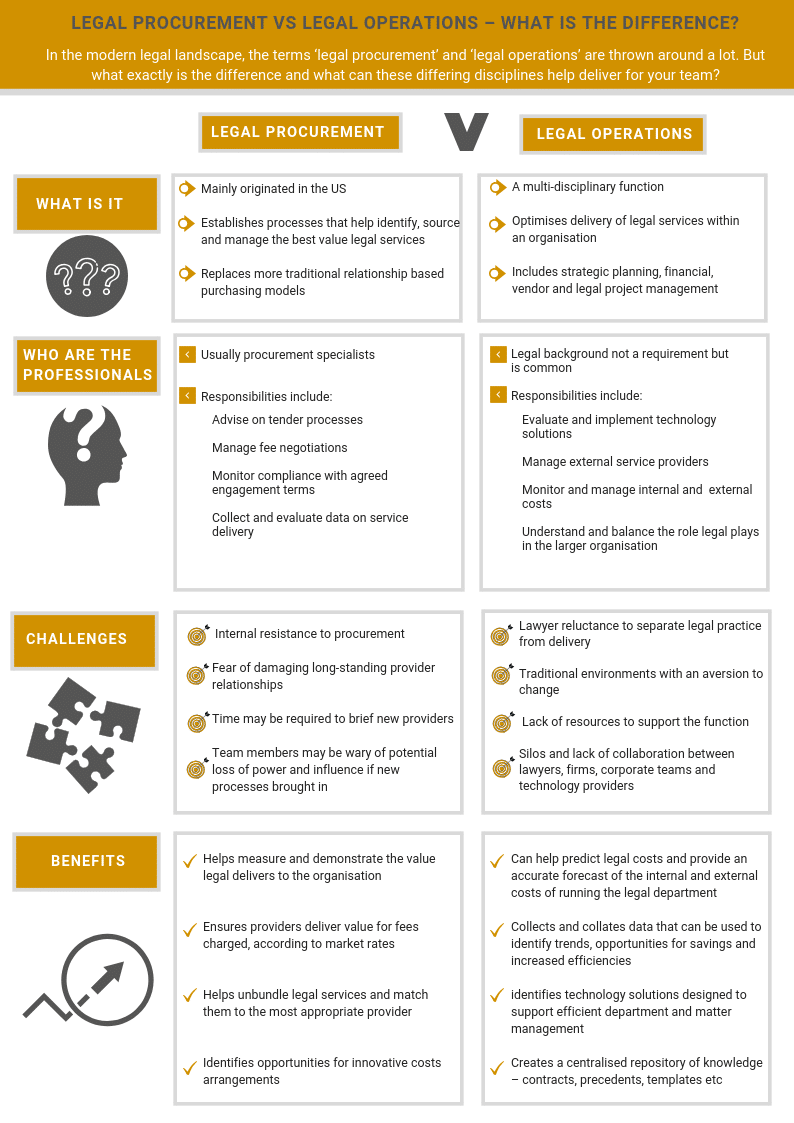 LEGAL PROCUREMENT VS LEGAL OPERATIONS – WHAT IS THE DIFFERENCE?
In the modern legal landscape, the terms ‘legal procurement’ and ‘legal operations’ are thrown around a lot. But
what exactly is the difference and what can these differing disciplines help deliver for your team?
LEGAL PROCUREMENT
V
LEGAL OPERATIONS
WHAT IS IT
???
Mainly originated in the US
Establishes processes that help identify, source
and manage the best value legal services
Replaces more traditional relationship based
purchasing models
A multi-disciplinary function
Optimises delivery of legal services within
an organisation
Includes strategic planning, financial,
vendor and legal project management
WHO ARE THE
PROFESSIONALS
?
Usually procurement specialists
Responsibilities include:
Advise on tender processes
Manage fee negotiations
Monitor compliance with agreed
engagement terms
Collect and evaluate data on service
delivery
Legal background not a requirement but
is common
Responsibilities include:
Evaluate and implement technology
solutions
Manage external service providers
Monitor and manage internal and  external
costs
Understand and balance the role legal plays
in the larger organisation
CHALLENGES
Internal resistance to procurement
Fear of damaging long-standing provider
relationships
Time may be required to brief new providers
Team members may be wary of potential
loss of power and influence if new
processes brought in
Lawyer reluctance to separate legal practice
from delivery
Traditional environments with an aversion to
change
Lack of resources to support the function
Silos and lack of collaboration between
lawyers, firms, corporate teams and
technology providers
BENEFITS
Helps measure and demonstrate the value
legal delivers to the organisation
Ensures providers deliver value for fees
charged, according to market rates
Helps unbundle legal services and match
them to the most appropriate provider
Identifies opportunities for innovative costs
arrangements
Can help predict legal costs and provide an
accurate forecast of the internal and external
costs of running the legal department
Collects and collates data that can be used to
identify trends, opportunities for savings and
increased efficiencies
identifies technology solutions designed to
support efficient department and matter
management
Creates a centralised repository of knowledge
– contracts, precedents, templates etc